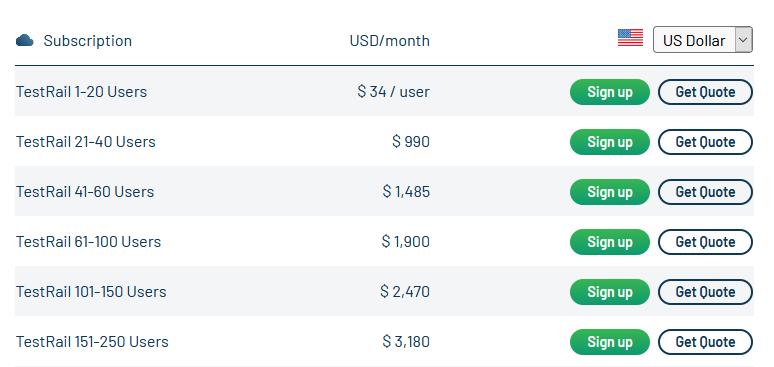 Subscription USD/month US Dollar
TestRail 1-20 Users $ 34 / user Sign up Get Quote
TestRail 21-40 Users $ 990 Sign up Get Quote
TestRail 41-60 Users $ 1,485 Sign up Get Quote
TestRail 61-100 Users $ 1,900 Sign up Get Quote
TestRail 101-150 Users $ 2,470 Sign up Get Quote
TestRail 151-250 Users $ 3,180 Sign up Get Quote